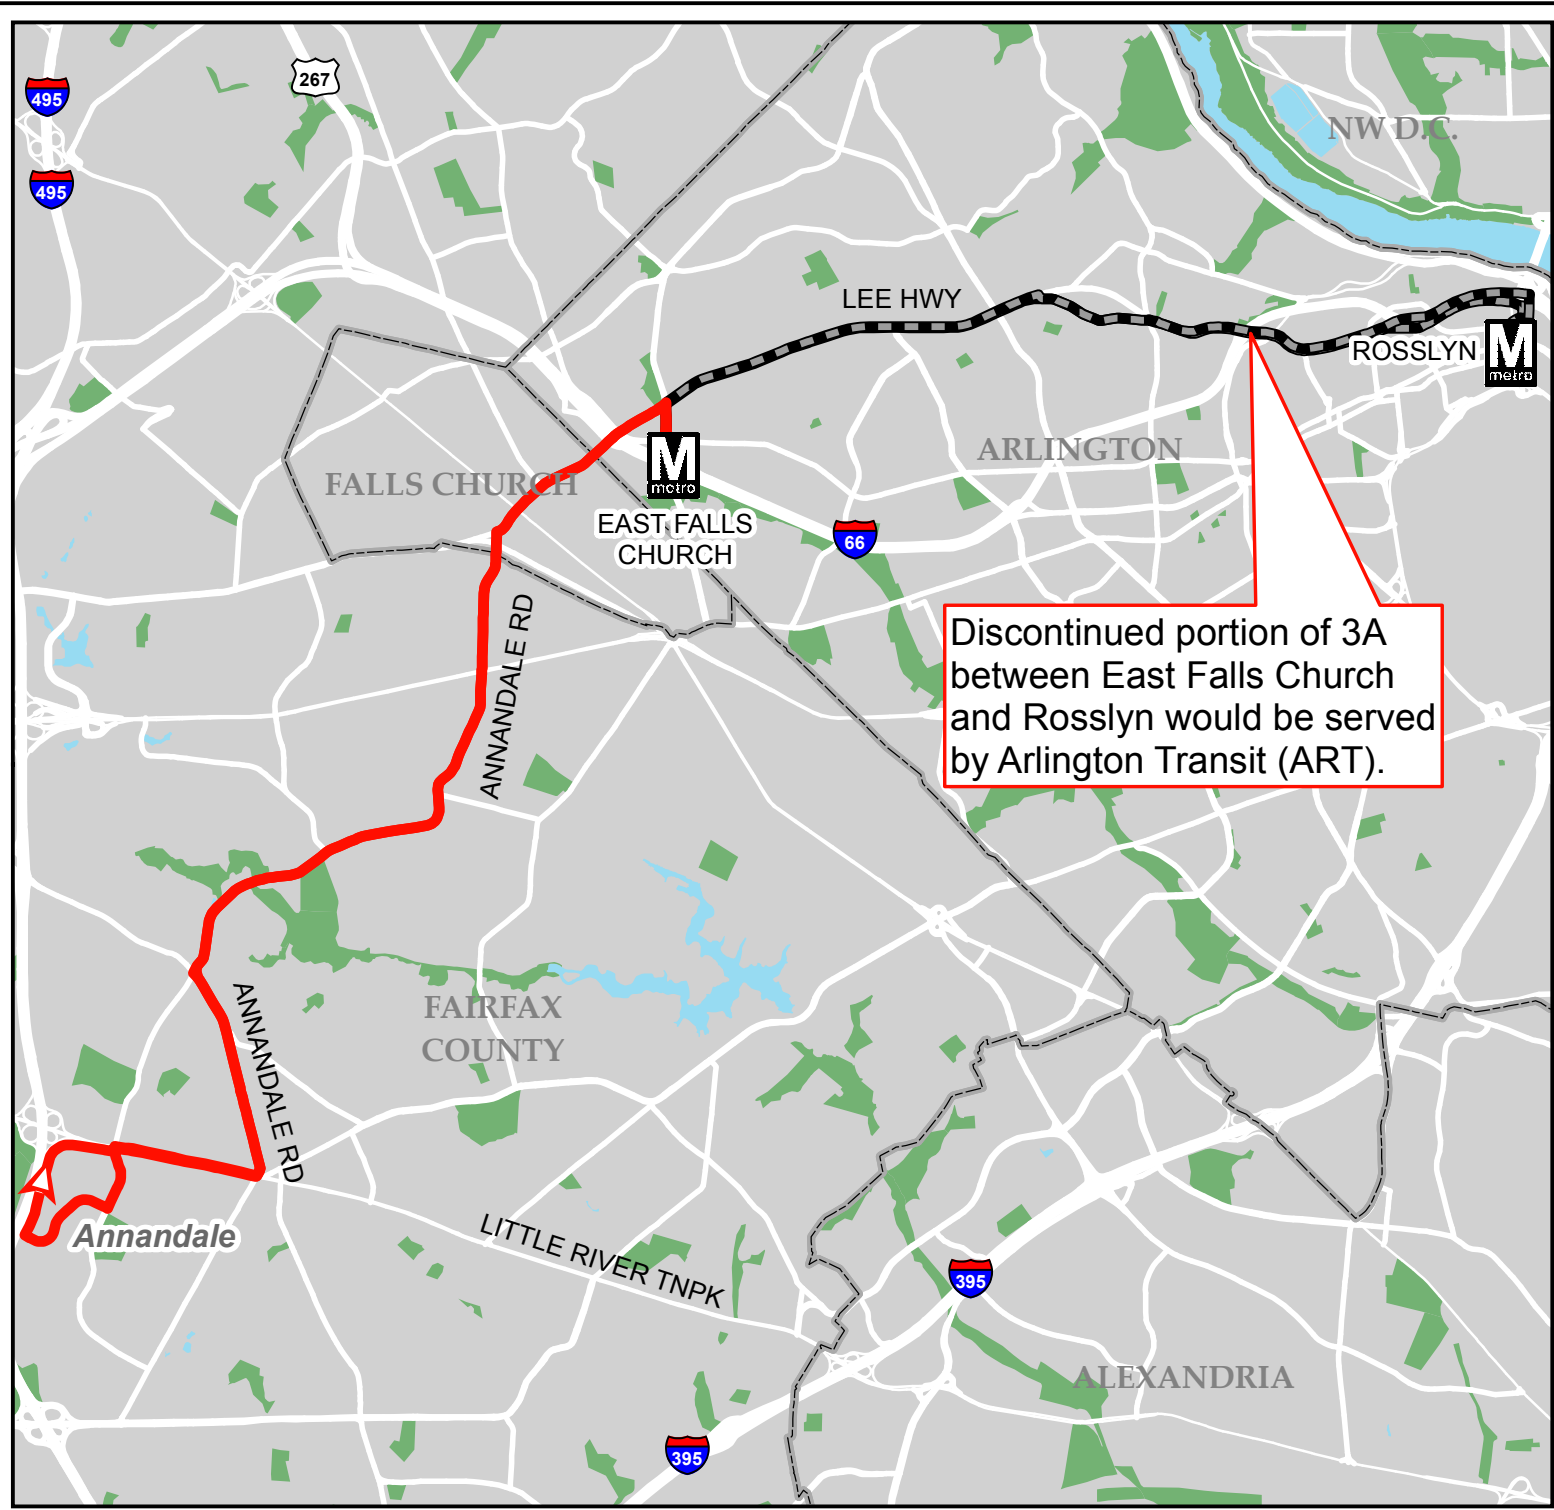 495
267
495
NW D.C.
LEE HWY
ROSSLYN
M
metro
ARLINGTON
FALLS CHURCH
M
metro
EAST FALLS
CHURCH
66
ANNANDALE RD
Discontinued portion of 3A
between East Falls Church
and Rosslyn would be served
by Arlington Transit (ART).
FAIRFAX
COUNTY
ANNANDALE RD
Annandale
LITTLE RIVER TNPK
395
ALEXANDRIA
395